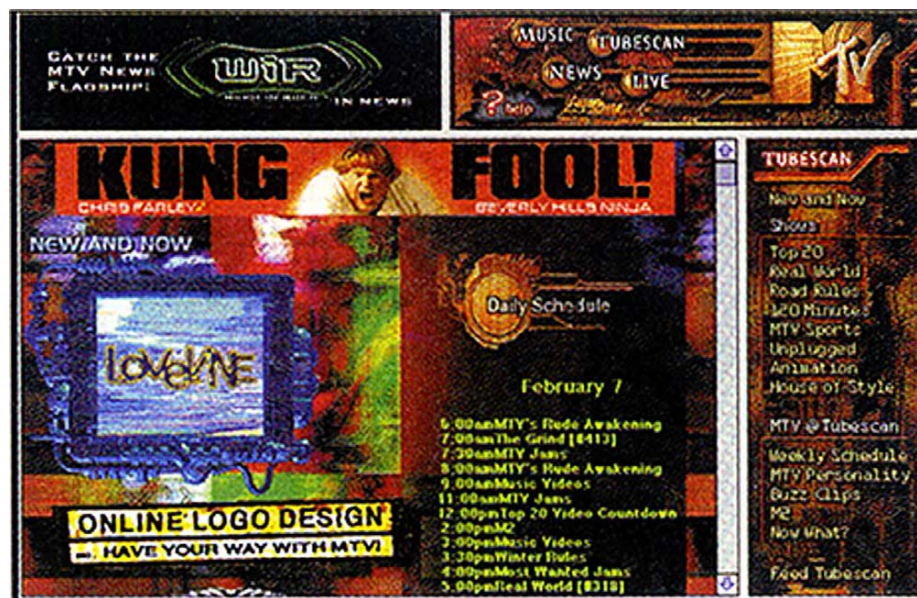 CATCH THE
MTV NEWS
FLAGSHIP!
WiR
IN NEWS
MUSIC
TUBESCAN
NEWS
LIVE
? help
MTV
KUNG FOOL!
CHRIS FARLEY
BEVERLY HILLS NINJA
NEW AND NOW
LOVELINE
ONLINE LOGO DESIGN
... HAVE YOUR WAY WITH MTV!
Daily Schedule
February 7
6:00amMTV's Rude Awakening
7:00amThe Grind [#413]
7:30amMTV Jams
8:00amMTV's Rude Awakening
9:00amMusic Videos
11:00amMTV Jams
12:00pmTop 20 Video Countdown
2:00pmM2
3:00pmMusic Videos
3:30pmWinter Rules
4:00pmMost Wanted Jams
5:00pmReal World [#318]
TUBESCAN
New and Now
Shows
Top 20
Real World
Road Rules
120 Minutes
MTV Sports
Unplugged
Animation
House of Style
MTV @ Tubescan
Weekly Schedule
MTV Personality
Buzz Clips
M2
Now What?
Feed Tubescan